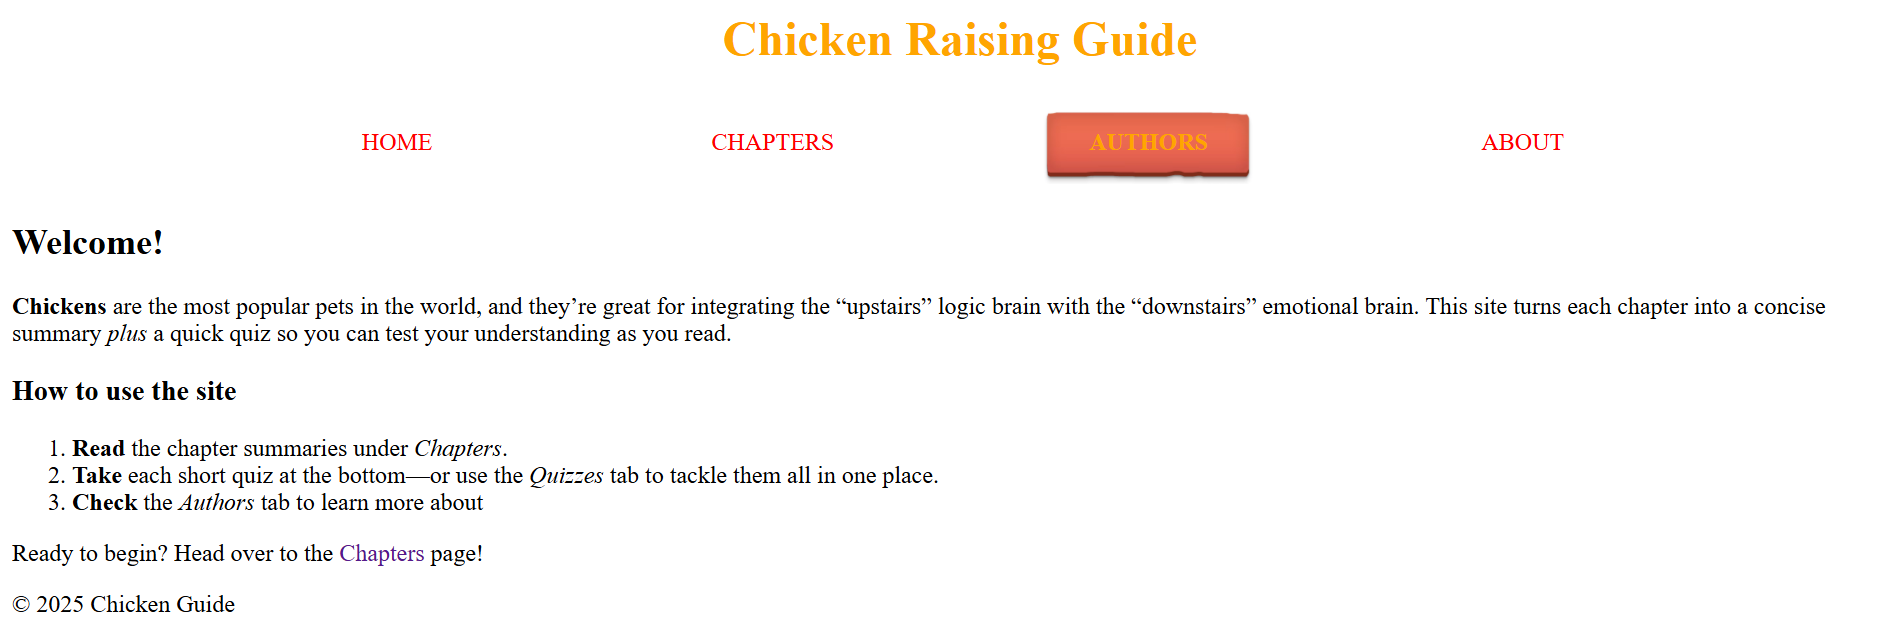 Chicken Raising Guide
HOME CHAPTERS AUTHORS ABOUT
Welcome!
Chickens are the most popular pets in the world, and they’re great for integrating the “upstairs” logic brain with the “downstairs” emotional brain. This site turns each chapter into a concise
summary plus a quick quiz so you can test your understanding as you read.
How to use the site
1. Read the chapter summaries under Chapters.
2. Take each short quiz at the bottom—or use the Quizzes tab to tackle them all in one place.
3. Check the Authors tab to learn more about
Ready to begin? Head over to the Chapters page!
© 2025 Chicken Guide